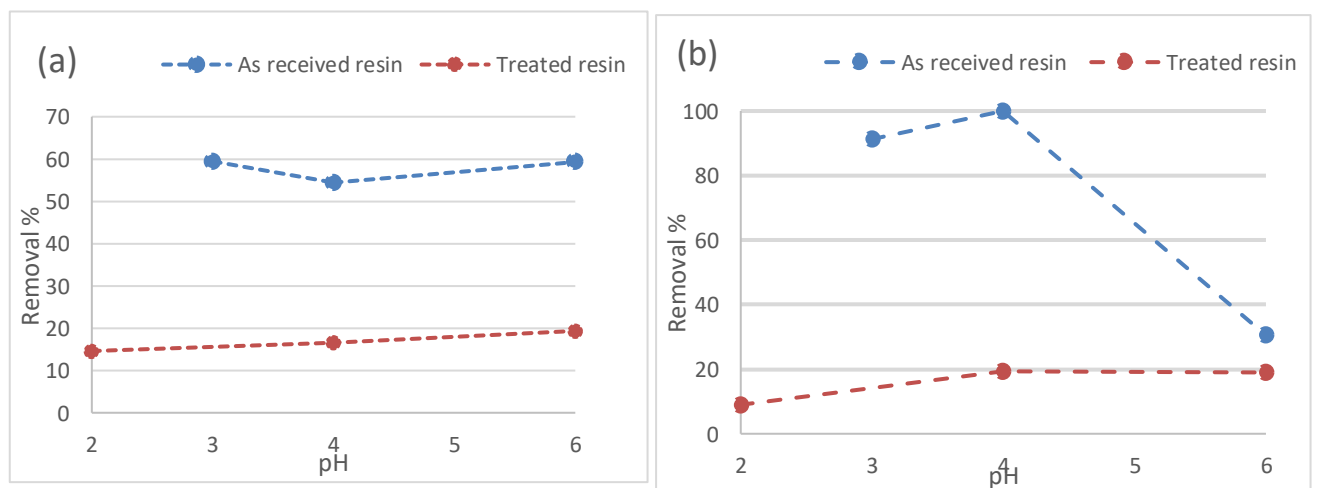 (a)
As received resin
Treated resin
70
60
50
40
30
20
10
0
Removal %
2
3
4
5
6
pH
(b)
As received resin
Treated resin
100
80
60
40
20
0
Removal %
2
3
4
5
6
pH